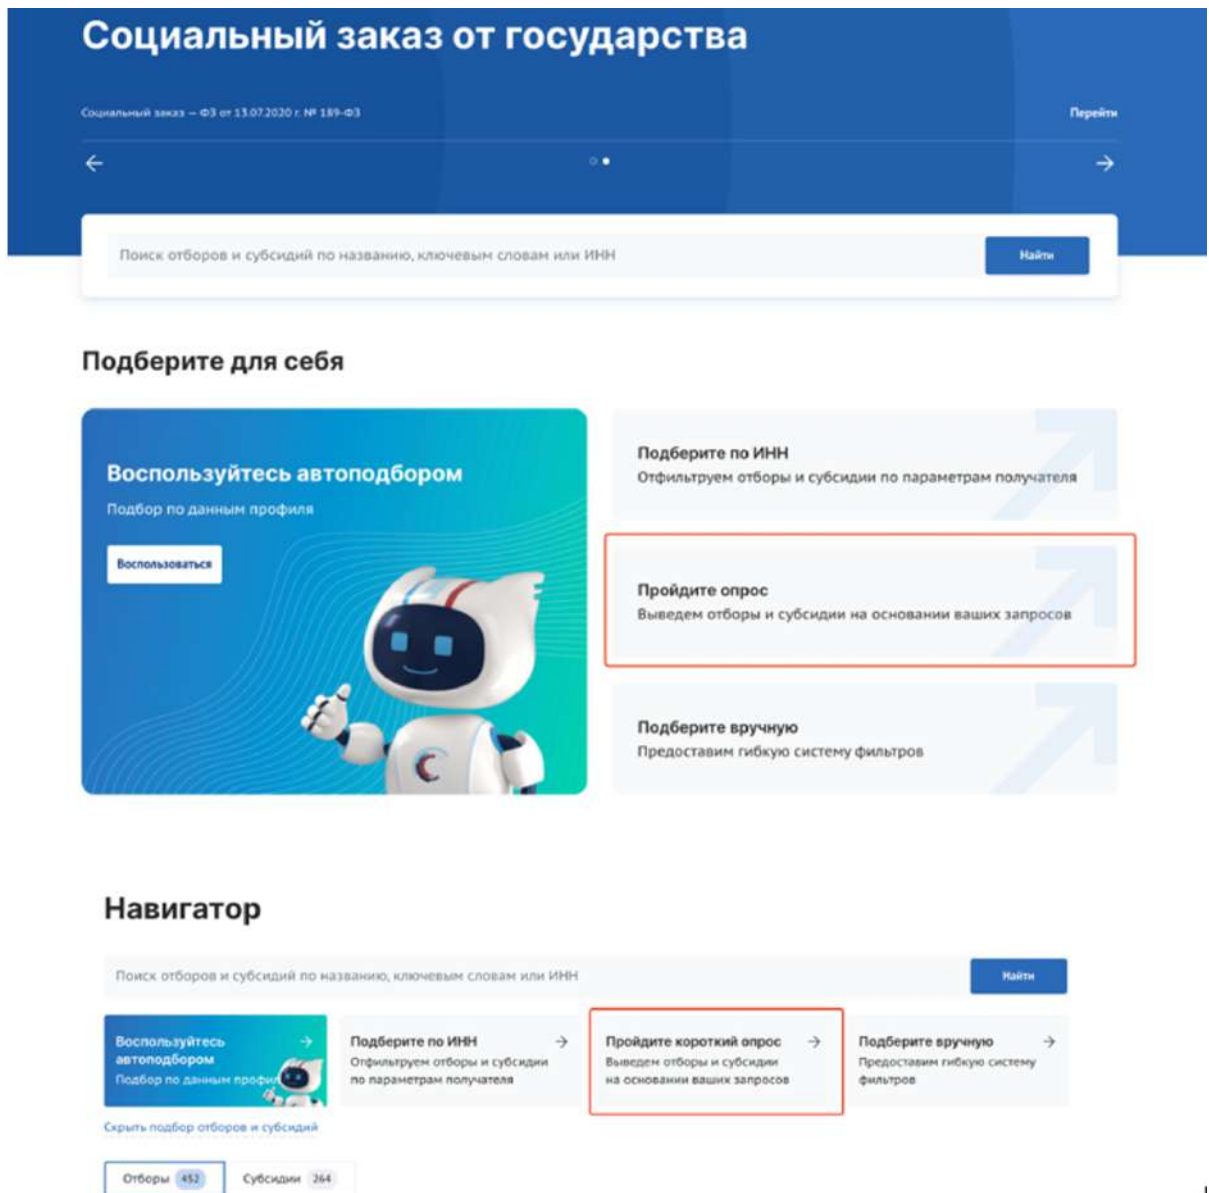 Социальный заказ от государства
Социальный заказ — ФЗ от 13.07.2020 г. № 189-ФЗ
Перейти
Поиск отборов и субсидий по названию, ключевым словам или ИНН
Найти
Подберите для себя
Воспользуйтесь автоподбором
Подбор по данным профиля
Воспользоваться
Подберите по ИНН
Отфильтруем отборы и субсидии по параметрам получателя
Пройдите опрос
Выведем отборы и субсидии на основании ваших запросов
Подберите вручную
Предоставим гибкую систему фильтров
Навигатор
Поиск отборов и субсидий по названию, ключевым словам или ИНН
Найти
Воспользуйтесь
автоподбором
Подбор по данным профил
Подберите по ИНН
Отфильтруем отборы и субсидии
по параметрам получателя
Пройдите короткий опрос
Выведем отборы и субсидии
на основании ваших запросов
Подберите вручную
Предоставим гибкую систему
фильтров
Скрыть подбор отборов и субсидий
Отборы 452
Субсидии 264